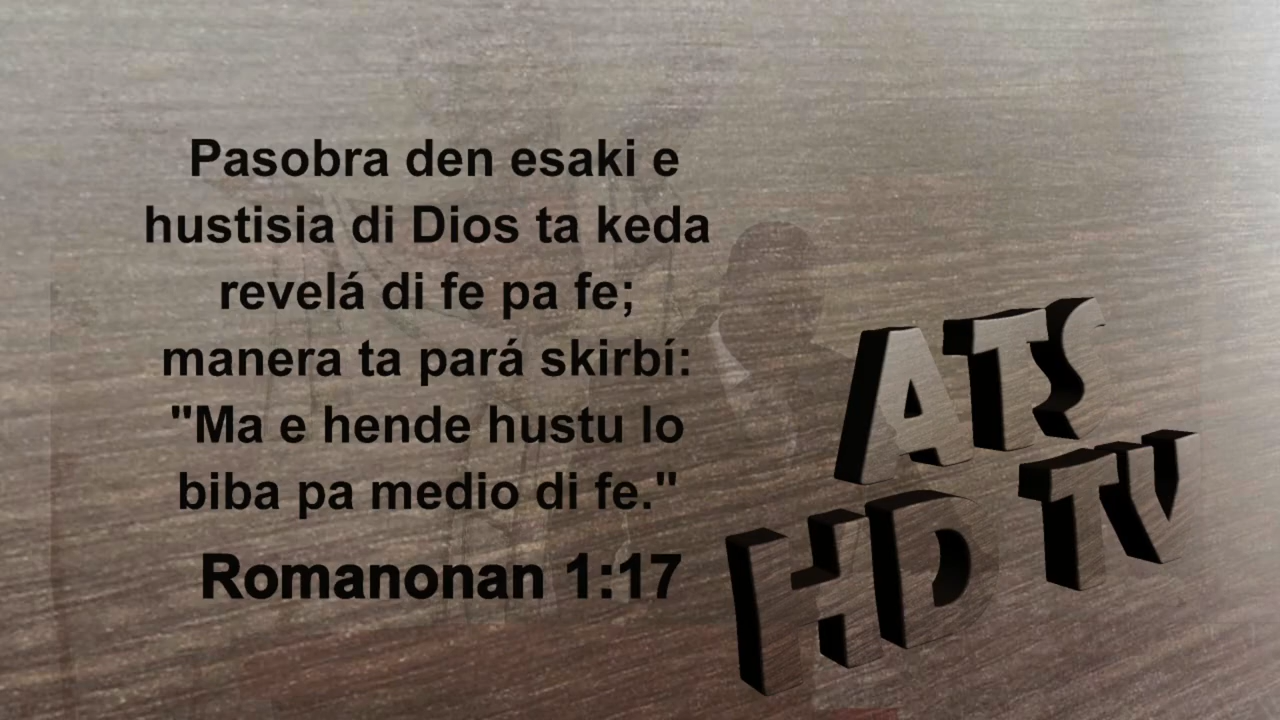 Pasobra den esaki e
hustisia di Dios ta keda
revelá di fe pa fe;
manera ta pará skirbí:
"Ma e hende hustu lo
biba pa medio di fe."
Romanonan 1:17
ATS
HD TV